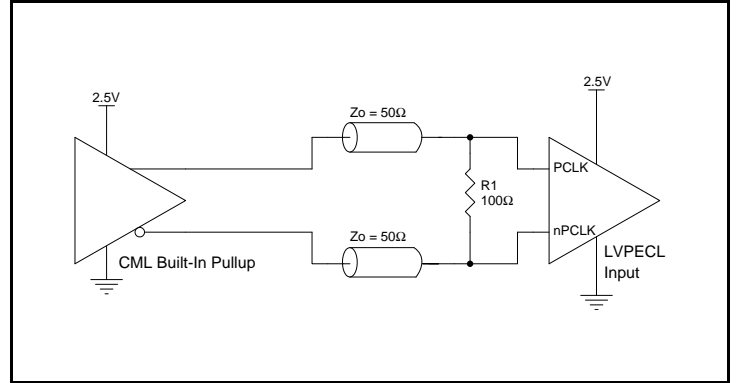 2.5V
2.5V
Zo = 50Ω
PCLK
R1
100Ω
nPCLK
Zo = 50Ω
LVPECL
Input
CML Built-In Pullup